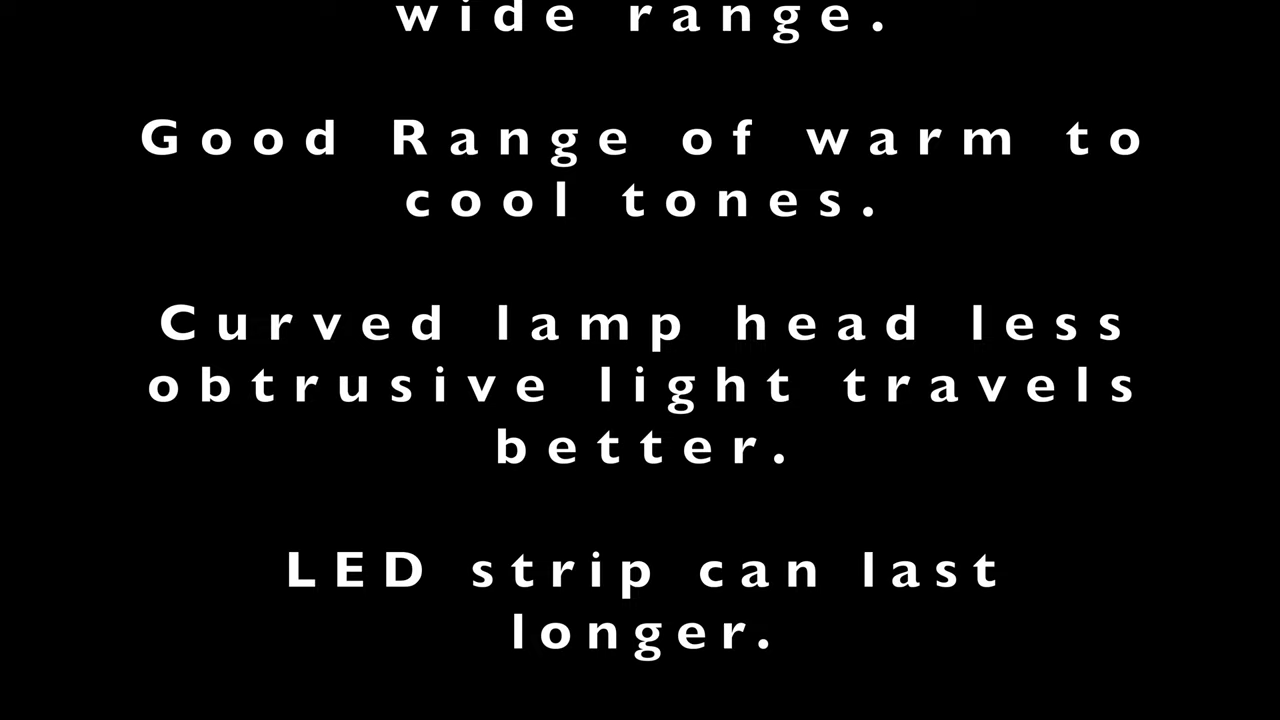 wide range.
Good Range of warm to
cool tones.
Curved lamp head less
obtrusive light travels
better.
LED strip can last
longer.